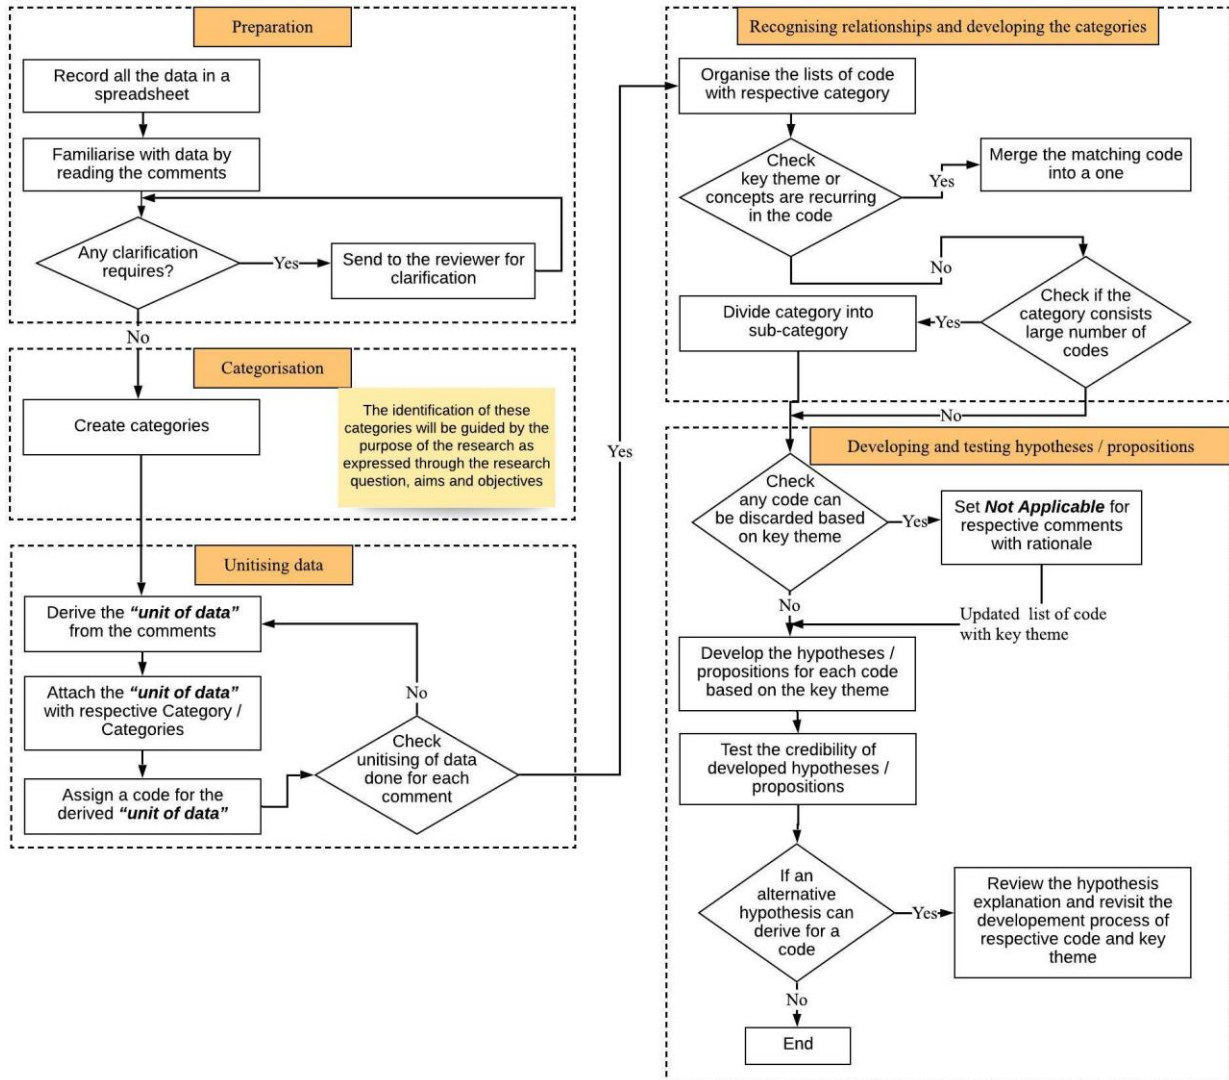 Preparation
Record all the data in a
spreadsheet
Familiarise with data by
reading the comments
Any clarification
requires?
Yes
Send to the reviewer for
clarification
No
Categorisation
Create categories
The identification of these
categories will be guided by the
purpose of the research as
expressed through the research
question, aims and objectives
Unitising data
Derive the “unit of data”
from the comments
Attach the “unit of data”
with respective Category /
Categories
Assign a code for the
derived “unit of data”
No
Check
unitising of data
done for each
comment
Yes
Recognising relationships and developing the categories
Organise the lists of code
with respective category
Check
key theme or
concepts are recurring
in the code
Yes
Merge the matching code
into a one
No
Check if the
category consists
large number of
codes
Yes
Divide category into
sub-category
No
Developing and testing hypotheses / propositions
Check
any code can
be discarded based
on key theme
Yes
Set Not Applicable for
respective comments
with rationale
No
Updated list of code
with key theme
Develop the hypotheses /
propositions for each code
based on the key theme
Test the credibility of
developed hypotheses /
propositions
If an
alternative
hypothesis can
derive for a
code
Yes
Review the hypothesis
explanation and revisit the
developement process of
respective code and key
theme
No
End